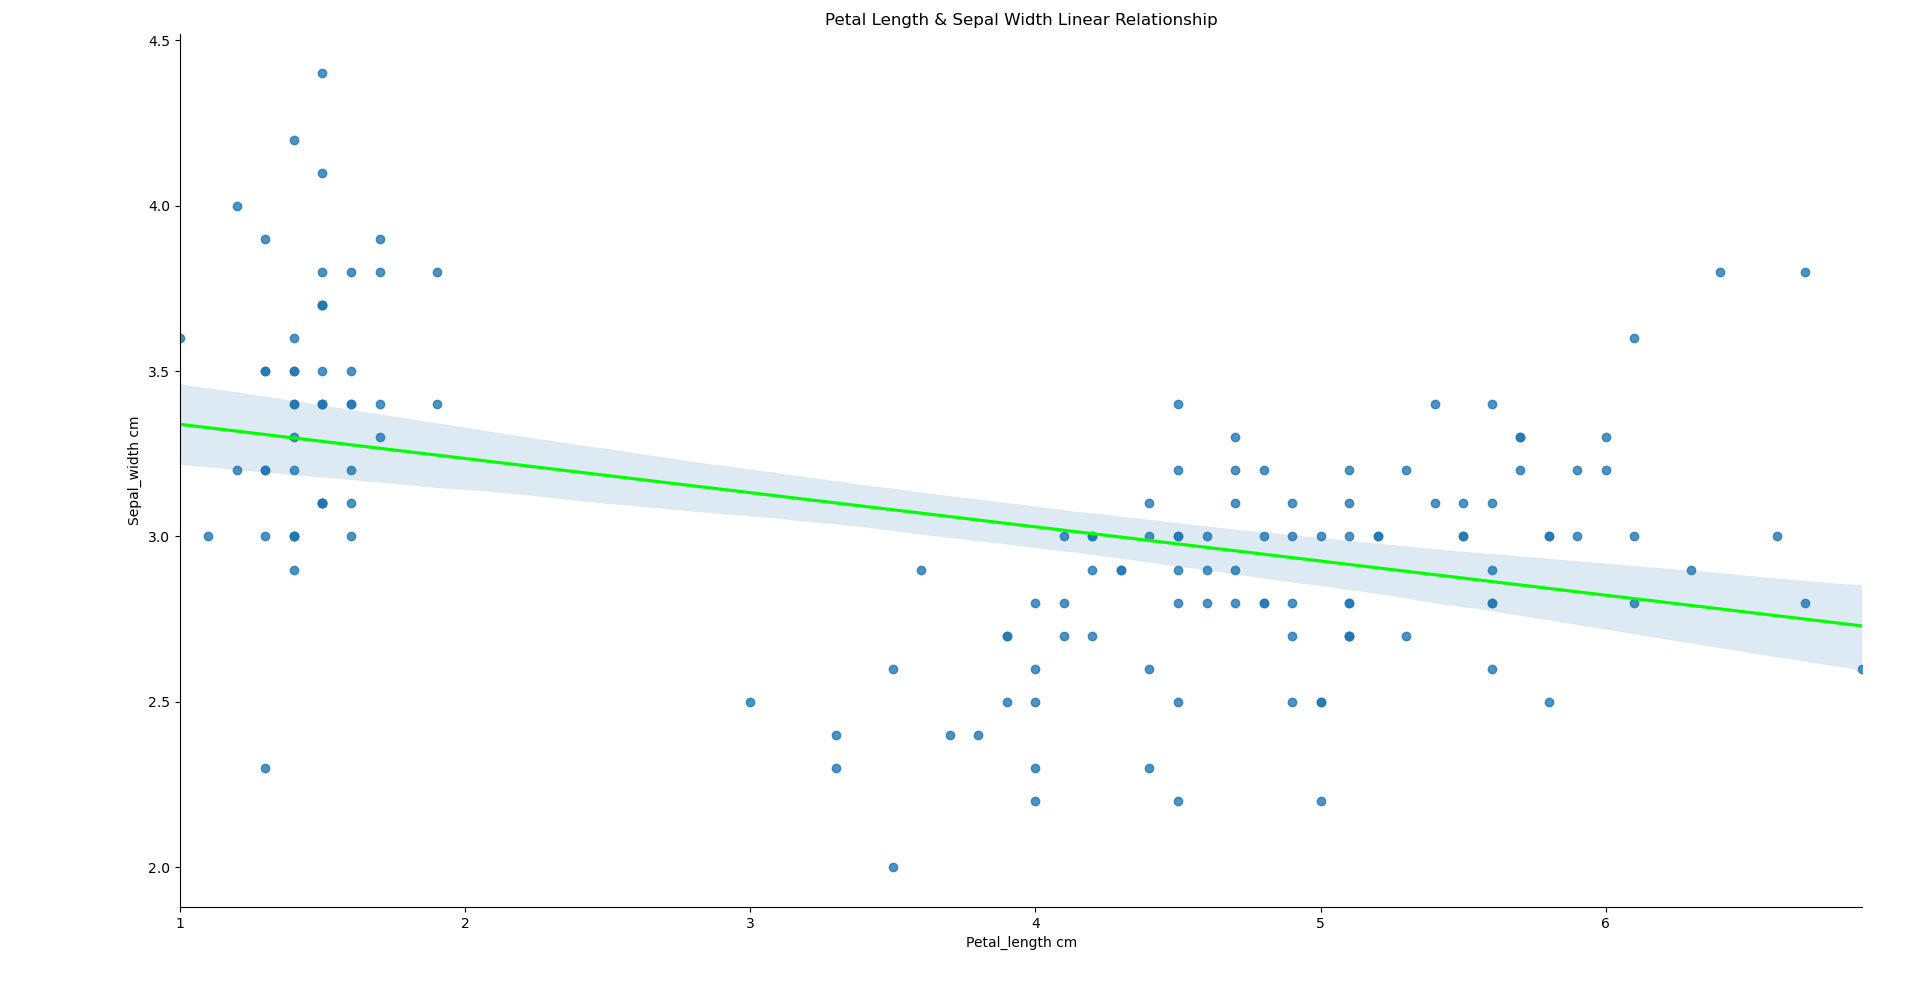 Petal Length & Sepal Width Linear Relationship
4.5
4.0
3.5
3.0
2.5
2.0
Sepal_width cm
1 2 3 4 5 6
Petal_length cm